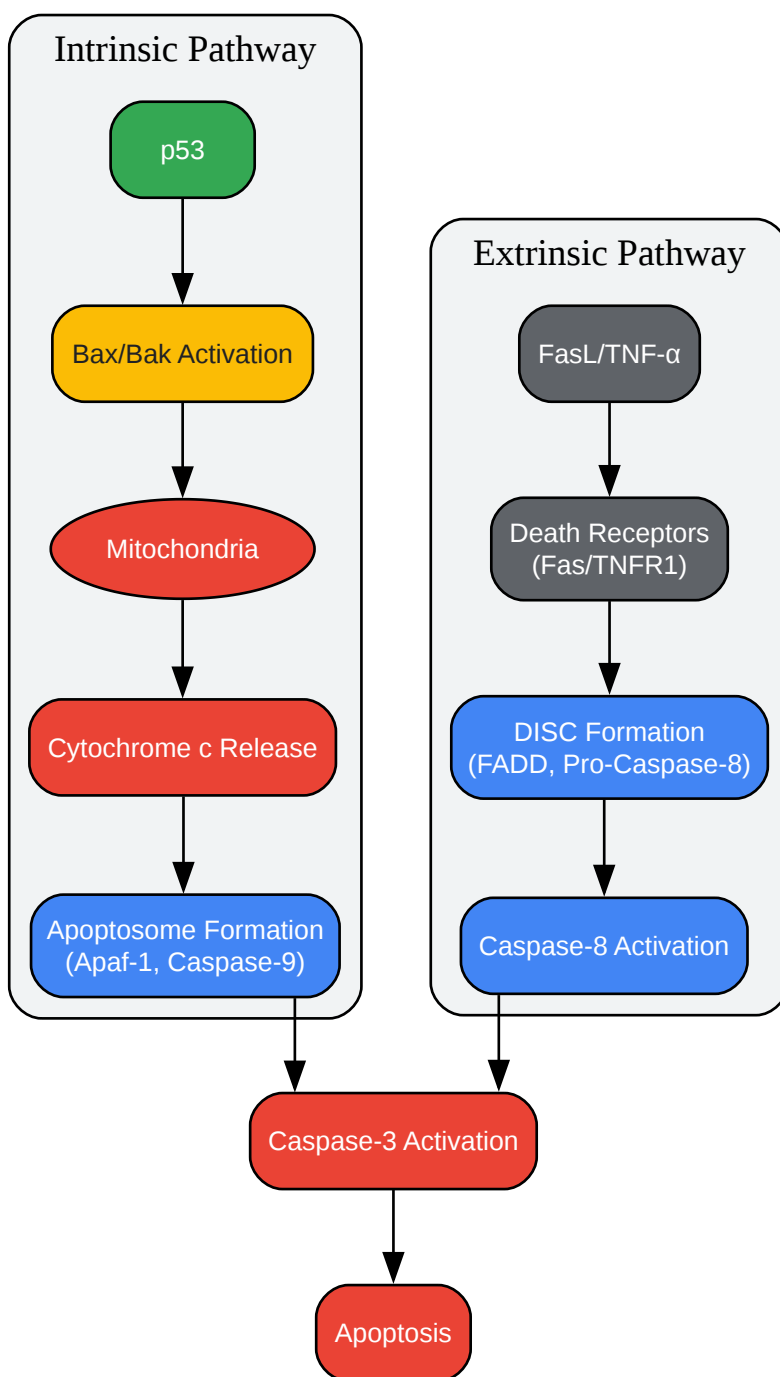 Intrinsic Pathway
p53
Bax/Bak Activation
Mitochondria
Cytochrome c Release
Apoptosome Formation
(Apaf-1, Caspase-9)
Extrinsic Pathway
FasL/TNF-α
Death Receptors
(Fas/TNFR1)
DISC Formation
(FADD, Pro-Caspase-8)
Caspase-8 Activation
Caspase-3 Activation
Apoptosis